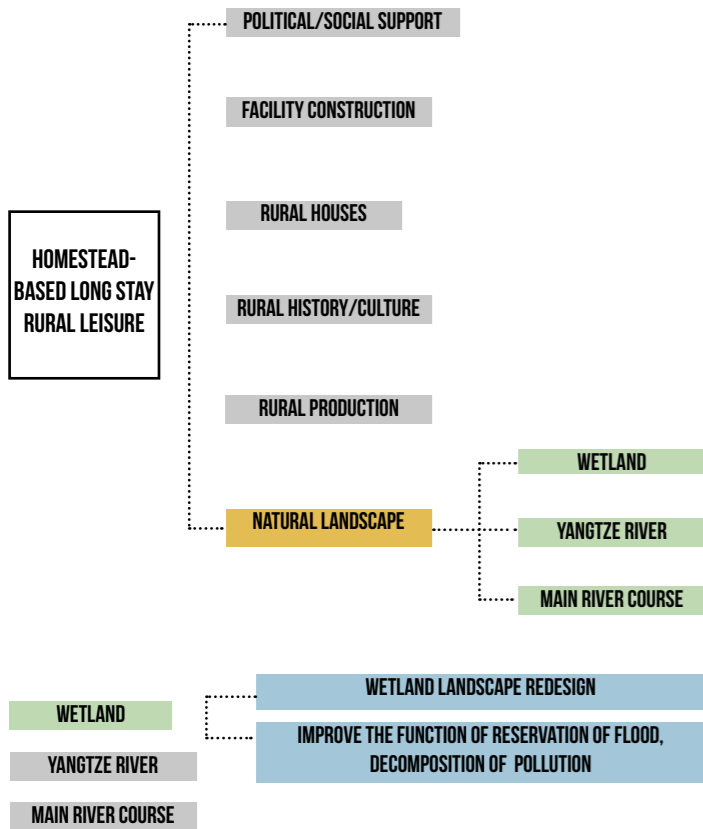 POLITICAL/SOCIAL SUPPORT
FACILITY CONSTRUCTION
RURAL HOUSES
HOMESTEAD-
BASED LONG STAY
RURAL LEISURE
RURAL HISTORY/CULTURE
RURAL PRODUCTION
NATURAL LANDSCAPE
WETLAND
YANGTZE RIVER
MAIN RIVER COURSE
WETLAND
YANGTZE RIVER
MAIN RIVER COURSE
WETLAND LANDSCAPE REDESIGN
IMPROVE THE FUNCTION OF RESERVATION OF FLOOD,
DECOMPOSITION OF POLLUTION